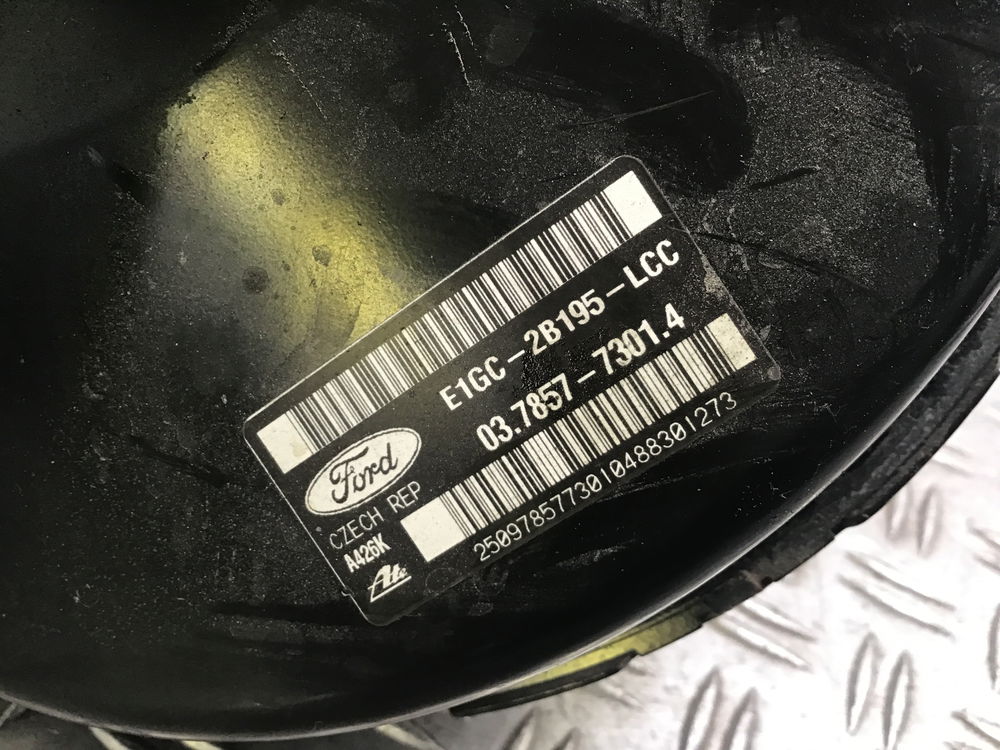 E1GC-2B195-LCC
03.7857-7301.4
Ford
CZECH REP
A426K
Ate
2509785773010488301273